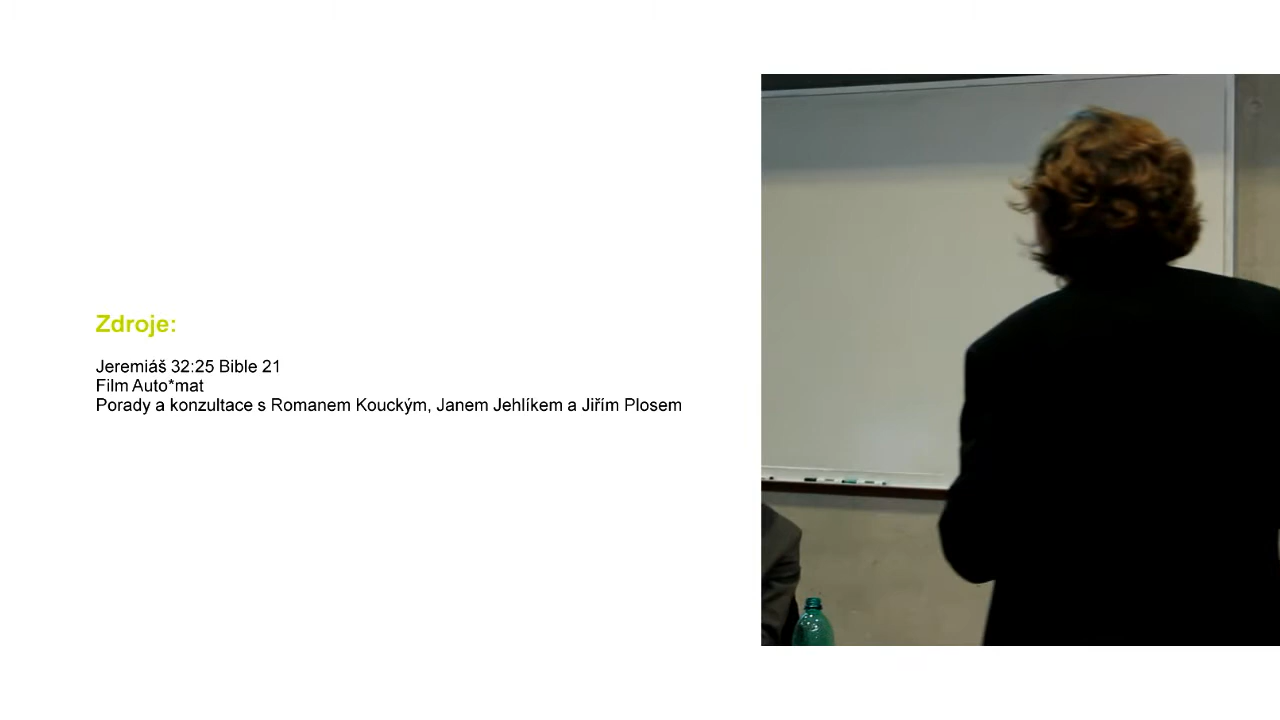 Zdroje:
Jeremiáš 32:25 Bible 21
Film Auto*mat
Porady a konzultace s Romanem Kouckým, Janem Jehlíkem a Jiřím Plosem